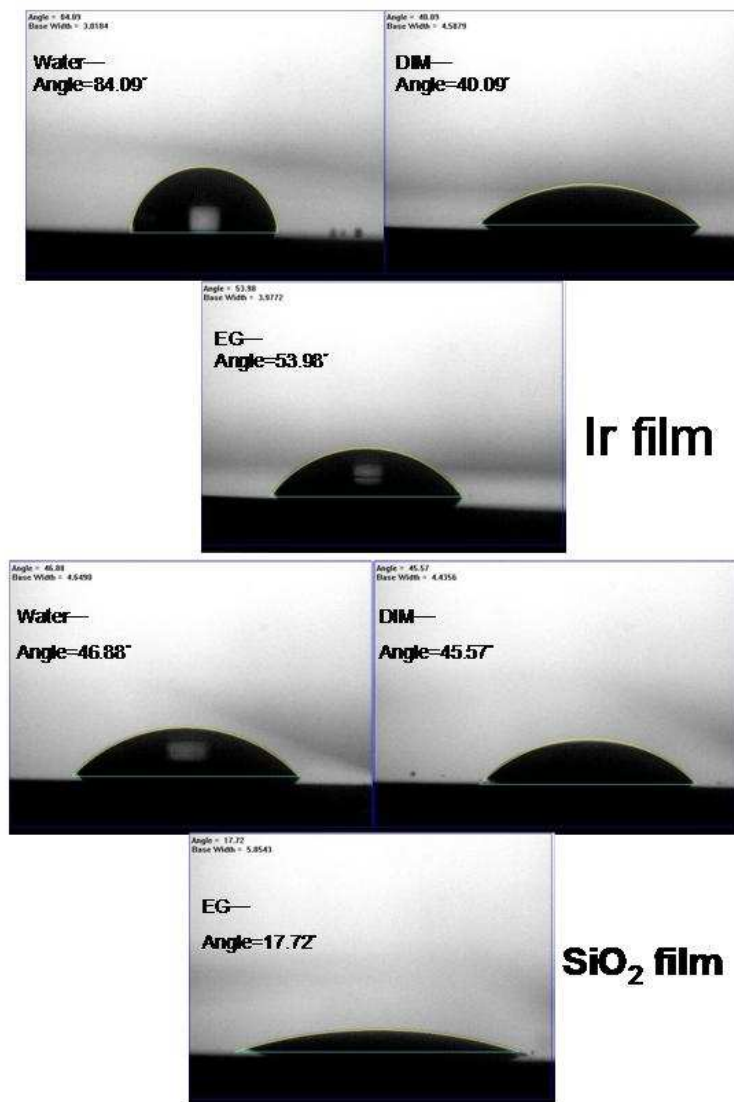 Angle = 84.09
Base Width = 3.8184
Water—
Angle=84.09°
Angle = 40.09
Base Width = 4.5879
DIM—
Angle=40.09°
Angle = 53.98
Base Width = 3.9772
EG—
Angle=53.98°
Ir film
Angle = 46.88
Base Width = 4.6490
Water—
Angle=46.88°
Angle = 45.57
Base Width = 4.4356
DIM—
Angle=45.57°
Angle = 17.72
Base Width = 5.8543
EG—
Angle=17.72°
SiO₂ film